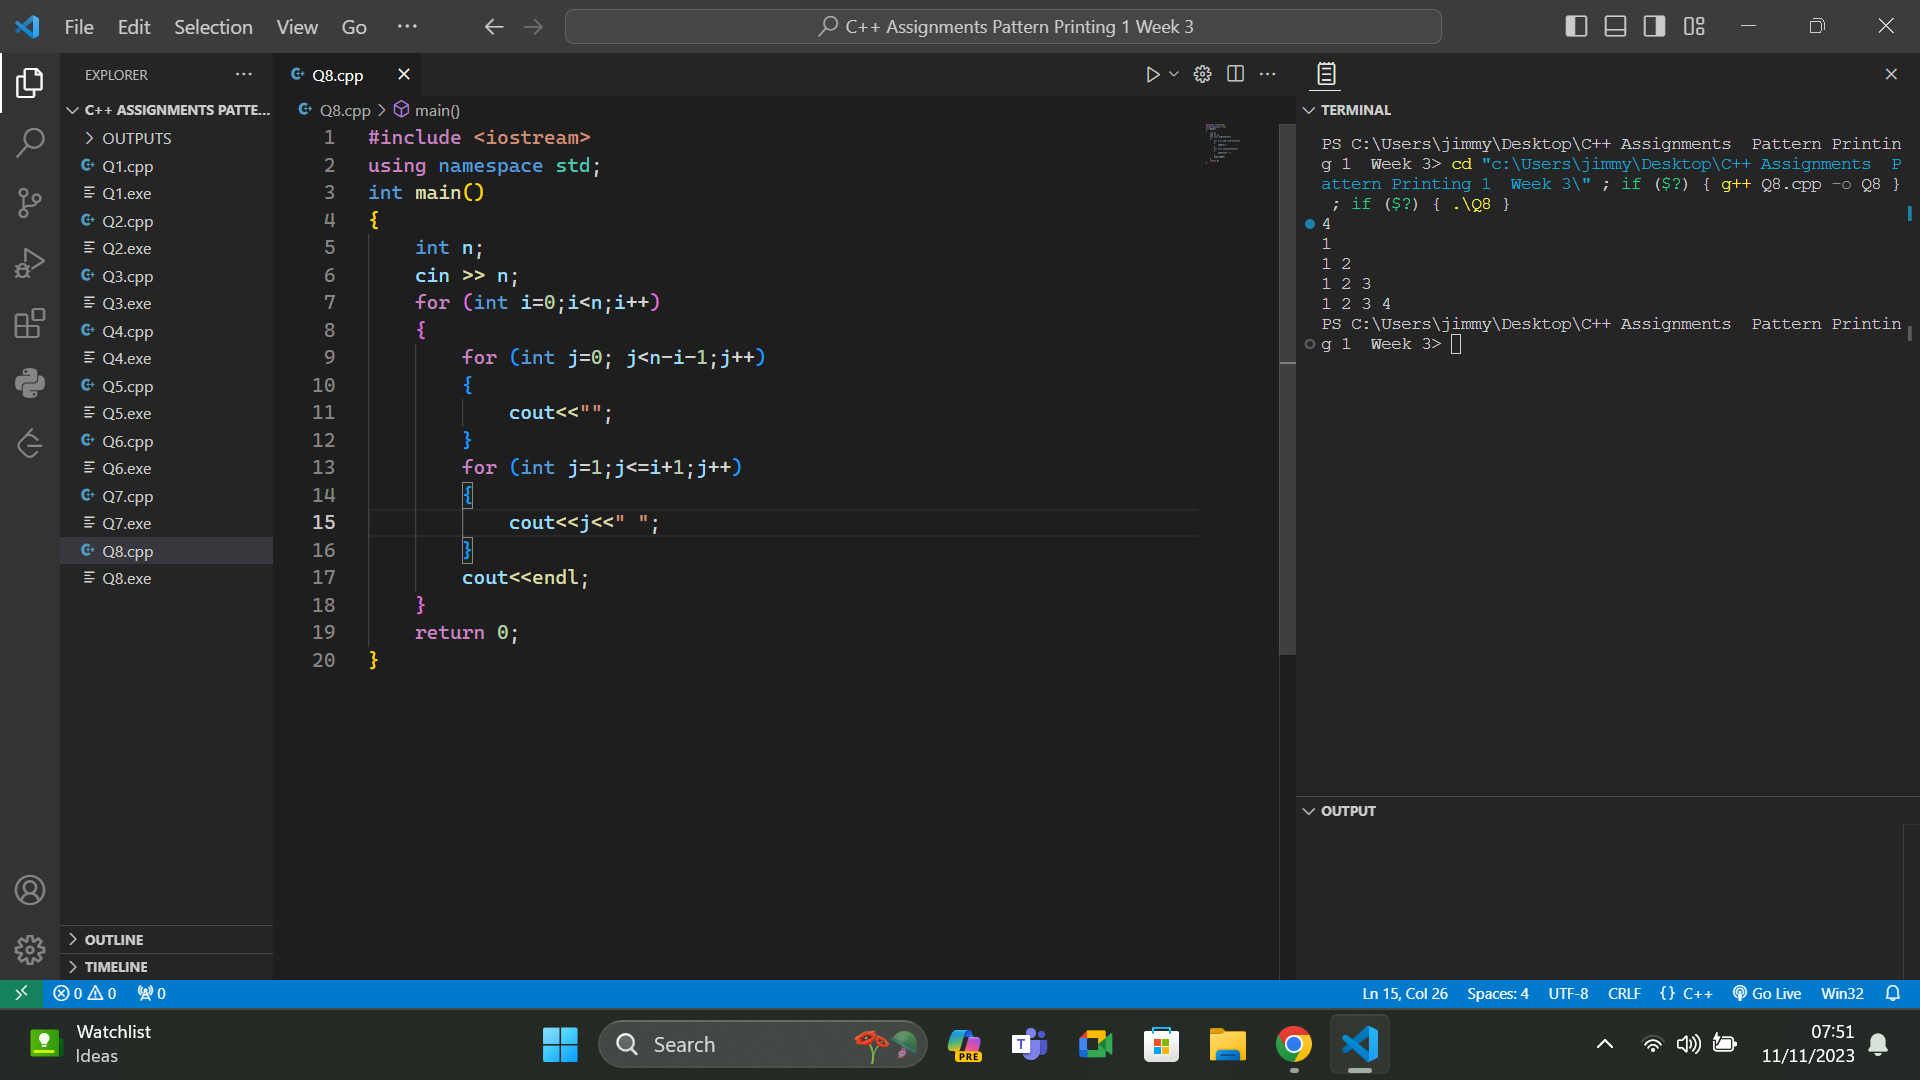 File Edit Selection View Go ···
C++ Assignments Pattern Printing 1 Week 3
EXPLORER ···
C++ ASSIGNMENTS PATTE...
OUTPUTS
Q1.cpp
Q1.exe
Q2.cpp
Q2.exe
Q3.cpp
Q3.exe
Q4.cpp
Q4.exe
Q5.cpp
Q5.exe
Q6.cpp
Q6.exe
Q7.cpp
Q7.exe
Q8.cpp
Q8.exe
OUTLINE
TIMELINE
Q8.cpp
Q8.cpp > main()
1 #include <iostream>
2 using namespace std;
3 int main()
4 {
5 int n;
6 cin >> n;
7 for (int i=0;i<n;i++)
8 {
9 for (int j=0; j<n-i-1;j++)
10 {
11 cout<<"";
12 }
13 for (int j=1;j<=i+1;j++)
14 {
15 cout<<j<<" ";
16 }
17 cout<<endl;
18 }
19 return 0;
20 }
TERMINAL
PS C:\Users\jimmy\Desktop\C++ Assignments  Pattern Printin
g 1  Week 3> cd "c:\Users\jimmy\Desktop\C++ Assignments  P
attern Printing 1  Week 3\" ; if ($?) { g++ Q8.cpp -o Q8 }
; if ($?) { .\Q8 }
4
1
1 2
1 2 3
1 2 3 4
PS C:\Users\jimmy\Desktop\C++ Assignments  Pattern Printin
g 1  Week 3>
OUTPUT
0 0 0 Ln 15, Col 26 Spaces: 4 UTF-8 CRLF {} C++ Go Live Win32
Watchlist
Ideas
Search
PRE
T
07:51
11/11/2023